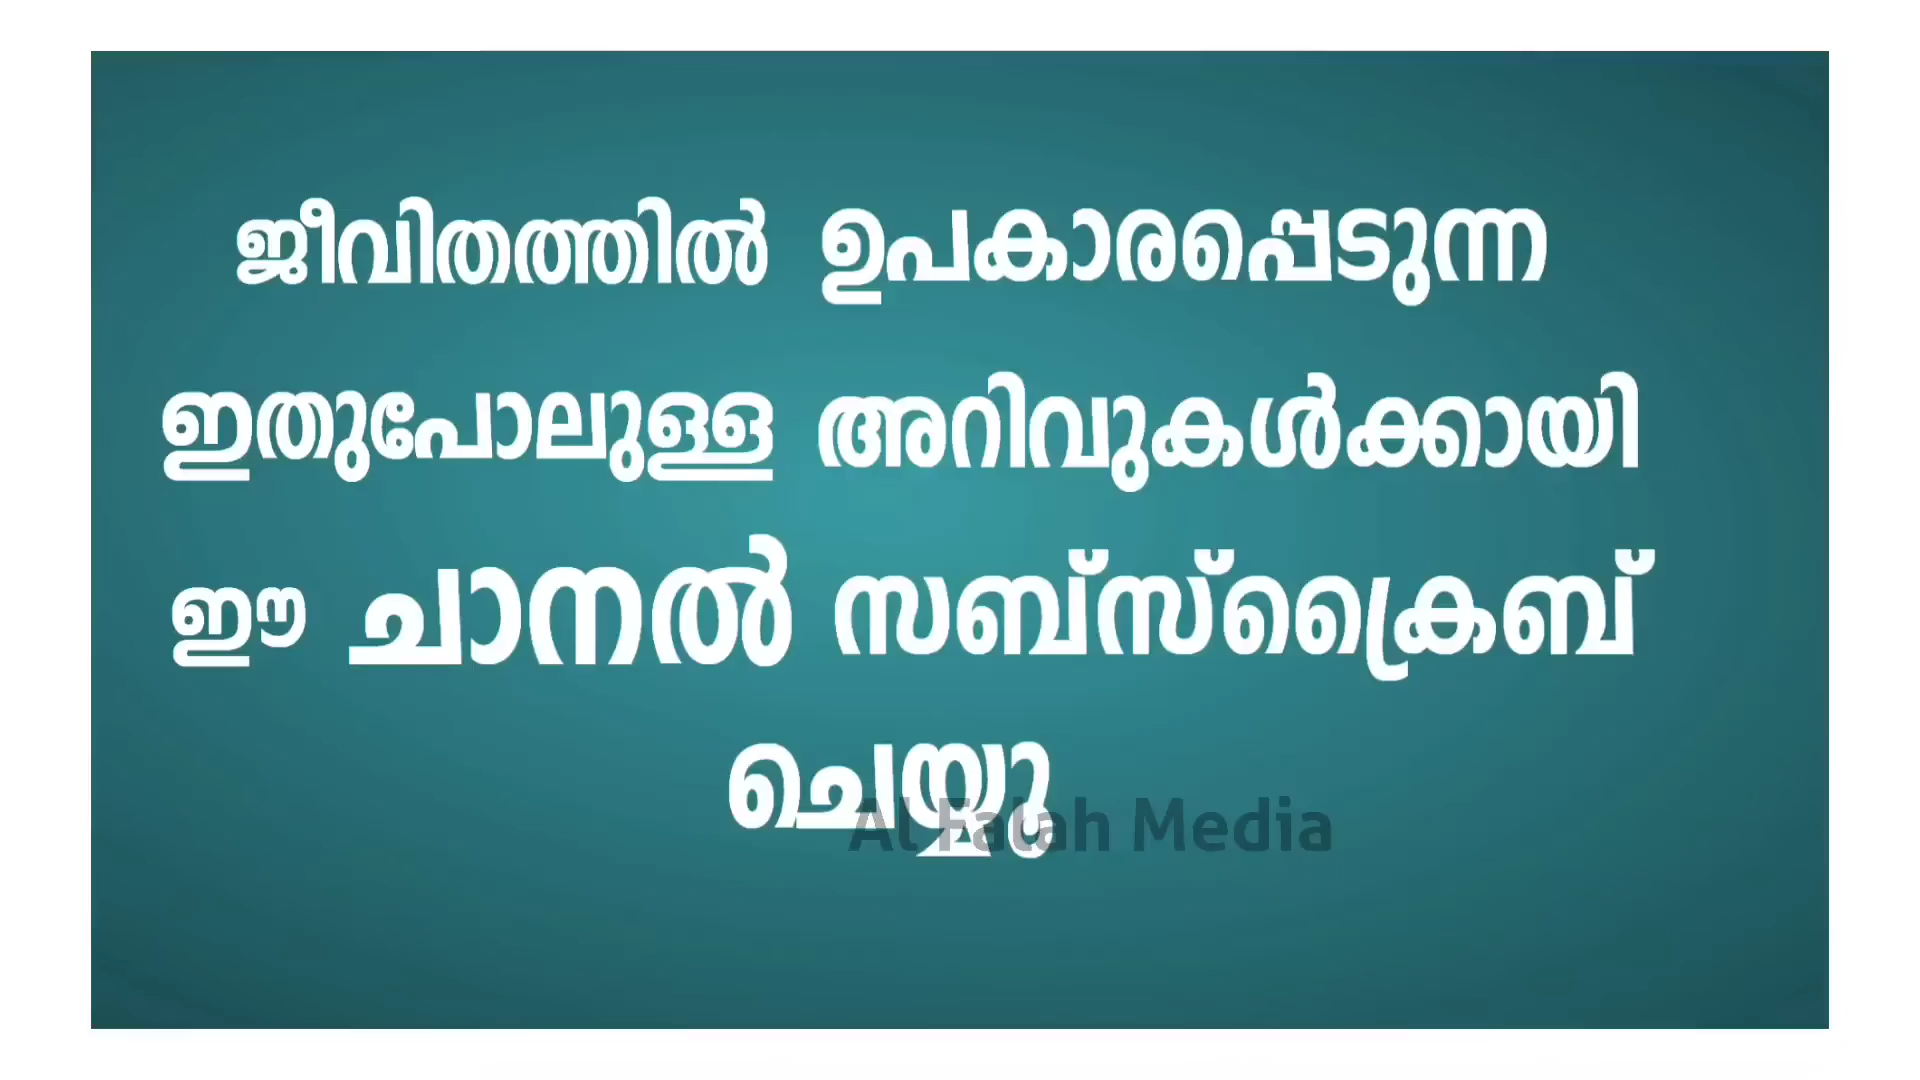 ജീവിതത്തിൽ ഉപകാരപ്പെടുന്ന
ഇതുപോലുള്ള അറിവുകൾക്കായി
ഈ ചാനൽ സബ്സ്ക്രൈബ്
ചെയ്യൂ
Al Falah Media